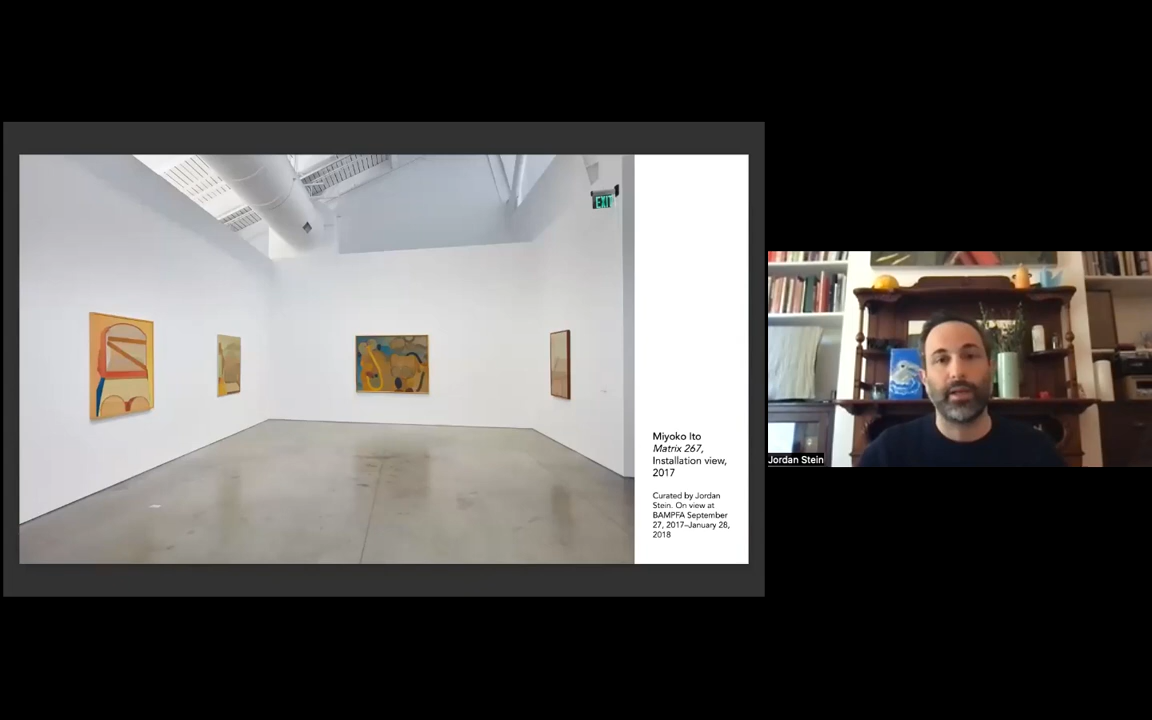 EXIT
Miyoko Ito
Matrix 267,
Installation view,
2017
Curated by Jordan
Stein. On view at
BAMPFA September
27, 2017–January 28,
2018
Jordan Stein